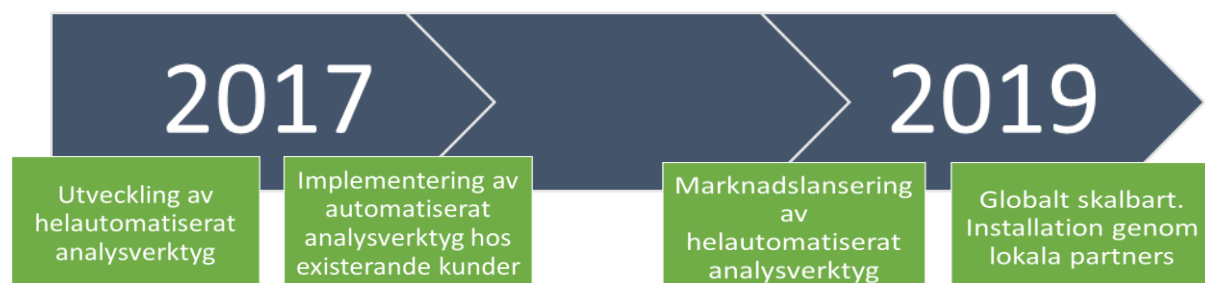 2017
2019
Utveckling av
helautomatiserat
analysverktyg
Implementering av
automatiserat
analysverktyg hos
existerande kunder
Marknadslansering
av
helautomatiserat
analysverktyg
Globalt skalbart.
Installation genom
lokala partners